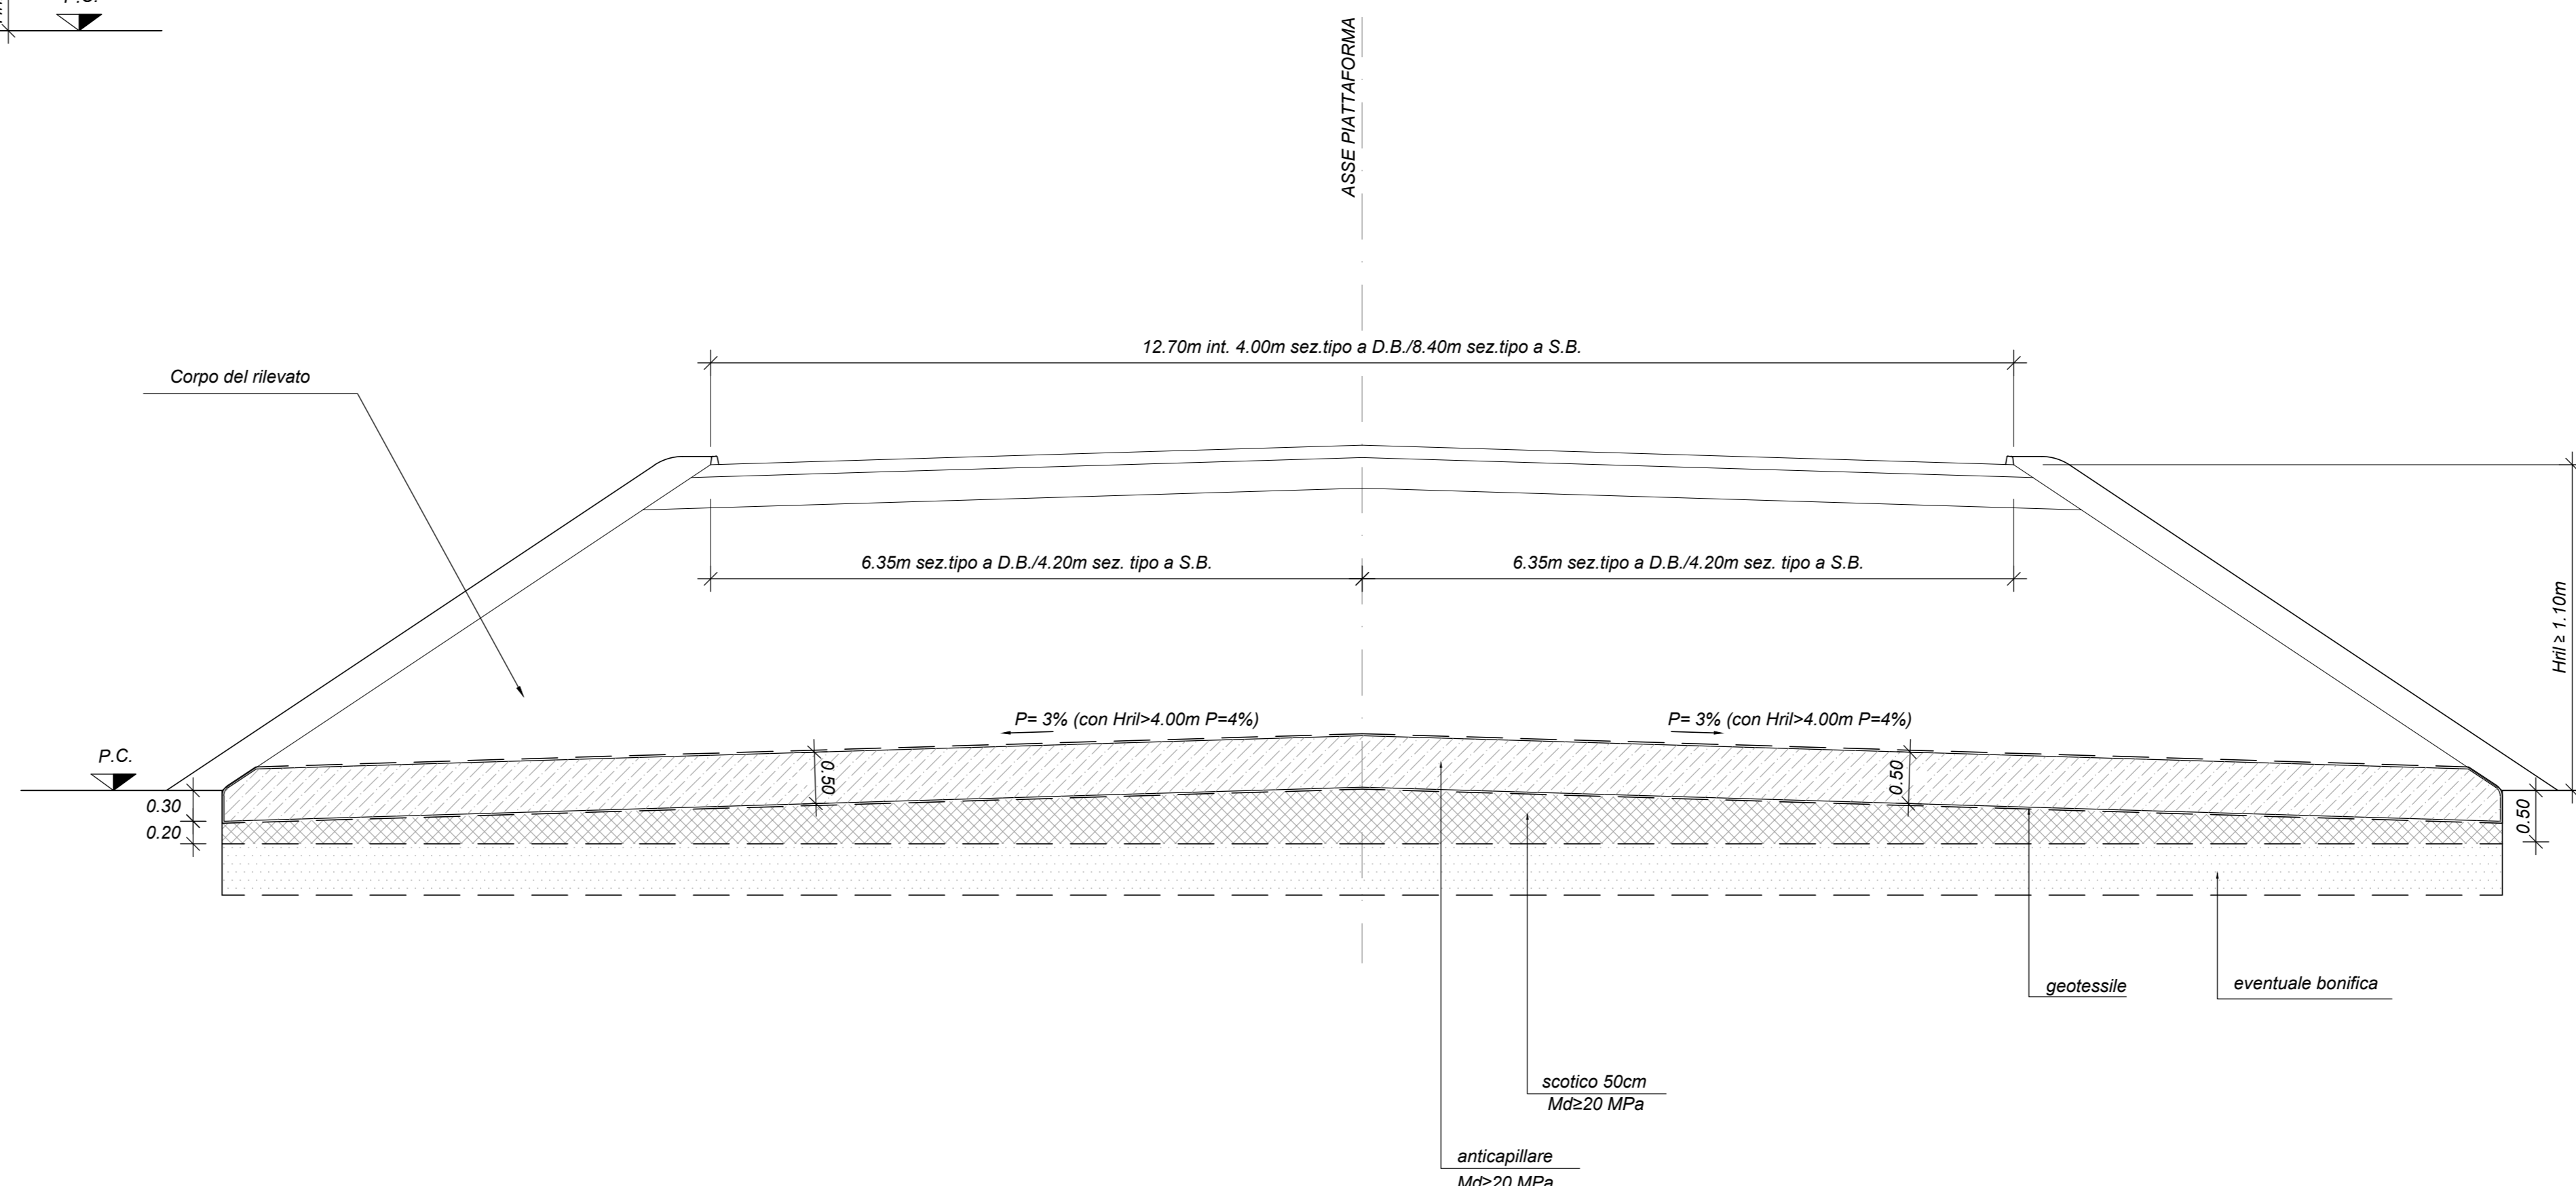 P.C.
ASSE PIATTAFORMA
12.70m int. 4.00m sez.tipo a D.B./8.40m sez.tipo a S.B.
Corpo del rilevato
6.35m sez.tipo a D.B./4.20m sez. tipo a S.B.
6.35m sez.tipo a D.B./4.20m sez. tipo a S.B.
Hril ≥ 1.10m
P= 3% (con Hril>4.00m P=4%)
P= 3% (con Hril>4.00m P=4%)
P.C.
0.50
0.50
0.30
0.20
0.50
geotessile
eventuale bonifica
scotico 50cm
Md≥20 MPa
anticapillare
Md≥20 MPa